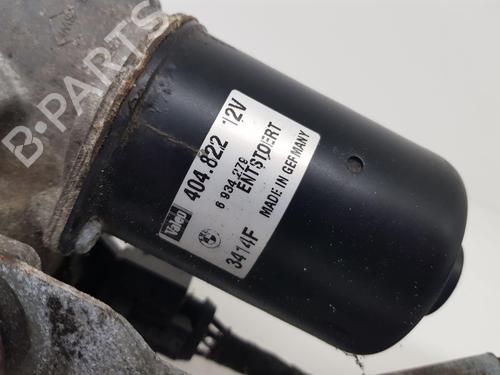 Valeo 404.822 12V
6 934 279
ENTSTOERT
3414F MADE IN GERMANY
B-PARTS